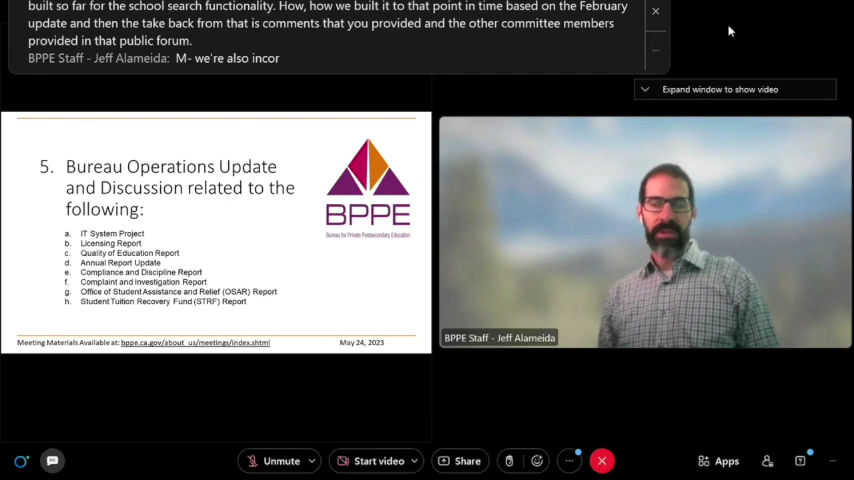 built so far for the school search functionality. How, how we built it to that point in time based on the February
update and then the take back from that is comments that you provided and the other committee members
provided in that public forum.
BPPE Staff - Jeff Alameida: M- we're also incor
Expand window to show video
5. Bureau Operations Update
and Discussion related to the
following:
a. IT System Project
b. Licensing Report
c. Quality of Education Report
d. Annual Report Update
e. Compliance and Discipline Report
f. Complaint and Investigation Report
g. Office of Student Assistance and Relief (OSAR) Report
h. Student Tuition Recovery Fund (STRF) Report
BPPE
Bureau for Private Postsecondary Education
Meeting Materials Available at: bppe.ca.gov/about_us/meetings/index.shtml
May 24, 2023
BPPE Staff - Jeff Alameida
Unmute
Start video
Share
Apps